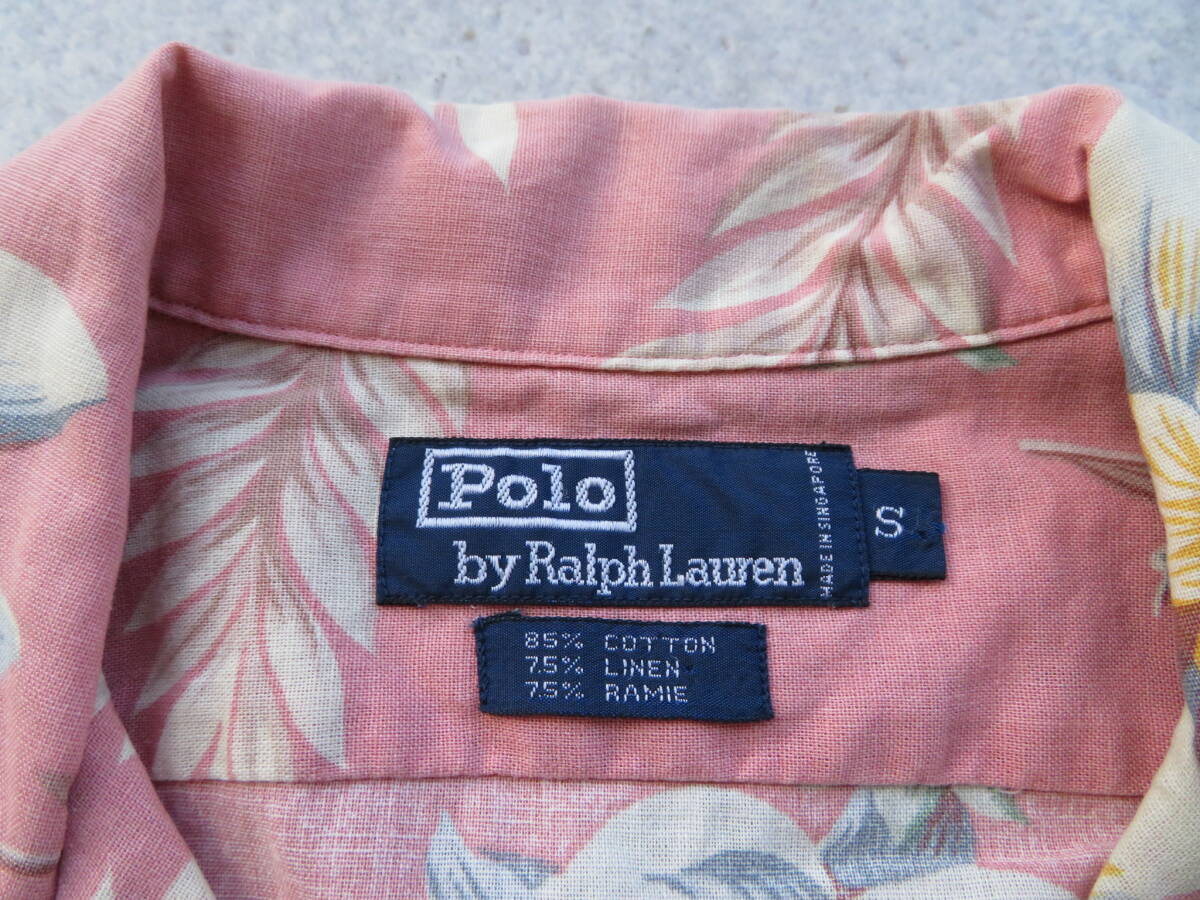 Polo
by Ralph Lauren
MADE IN SINGAPORE
S
85% COTTON
7.5% LINEN
7.5% RAMIE